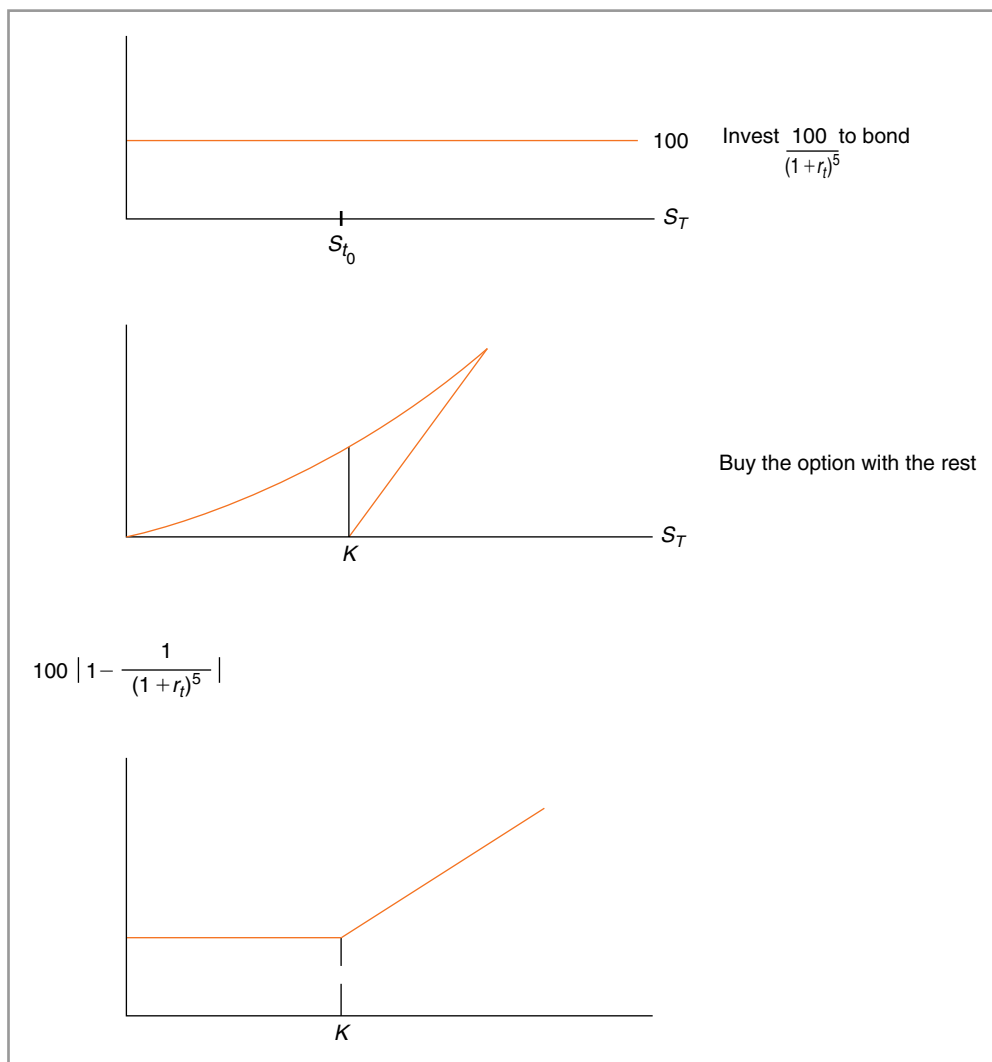 100 Invest 100 to bond
(1+r_t)^5
S_T
S_{t_0}
Buy the option with the rest
S_T
K
100 | 1 − 1 |
(1+r_t)^5
K